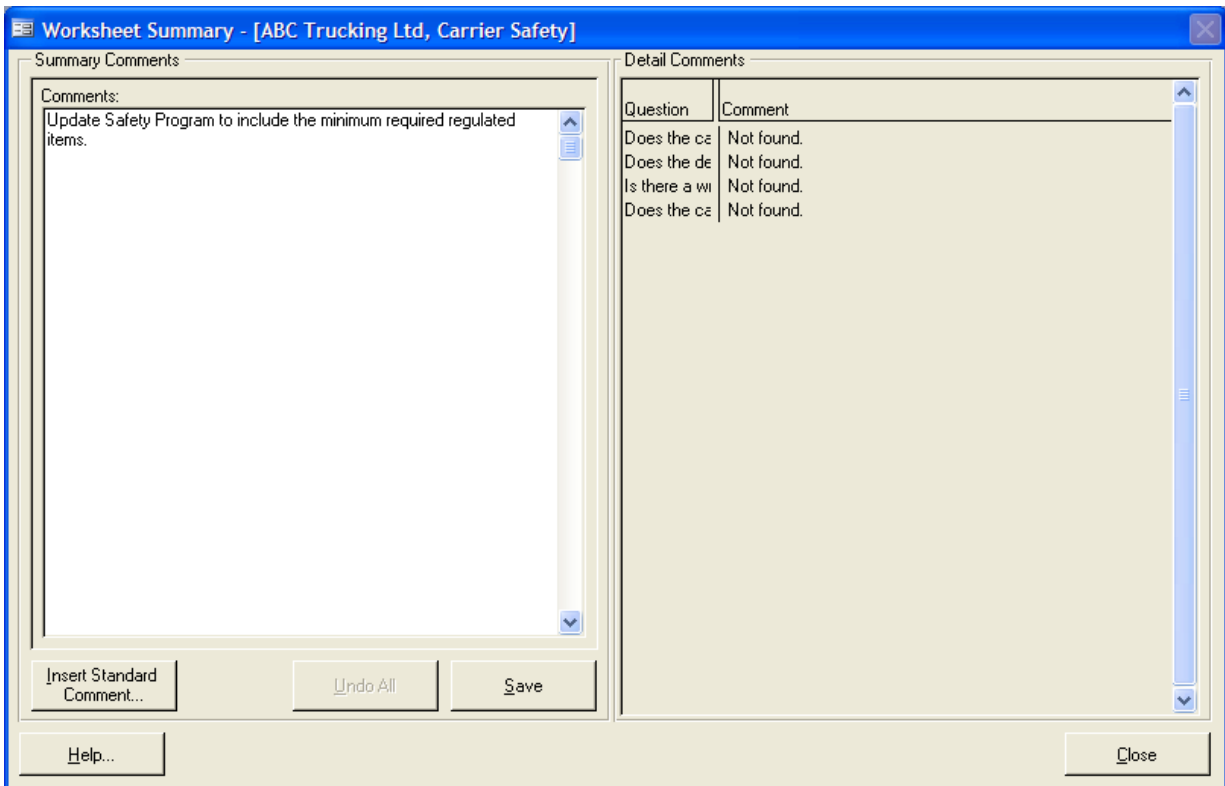 Worksheet Summary - [ABC Trucking Ltd, Carrier Safety]
Summary Comments
Comments:
Update Safety Program to include the minimum required regulated
items.
Insert Standard
Comment...
Undo All
Save
Detail Comments
Question Comment
Does the ca Not found.
Does the de Not found.
Is there a wi Not found.
Does the ca Not found.
Help...
Close